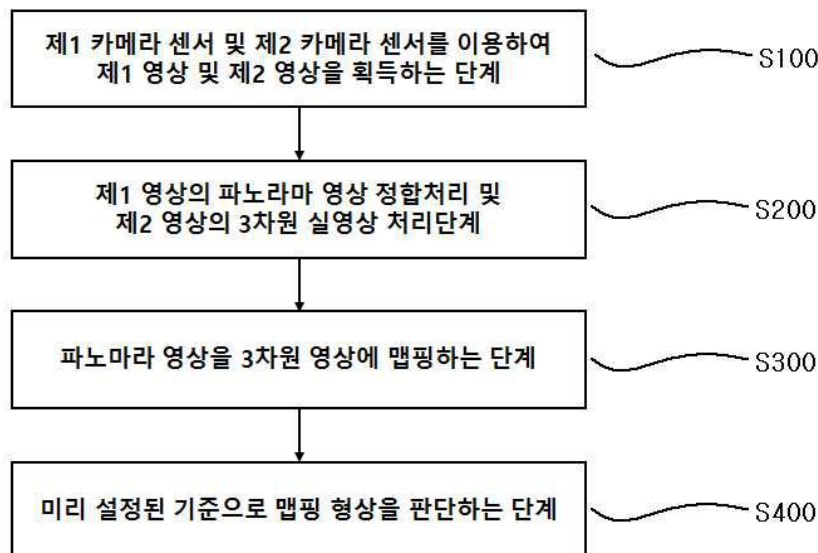 제1 카메라 센서 및 제2 카메라 센서를 이용하여
제1 영상 및 제2 영상을 획득하는 단계
S100
제1 영상의 파노라마 영상 정합처리 및
제2 영상의 3차원 실영상 처리단계
S200
파노마라 영상을 3차원 영상에 맵핑하는 단계
S300
미리 설정된 기준으로 맵핑 형상을 판단하는 단계
S400